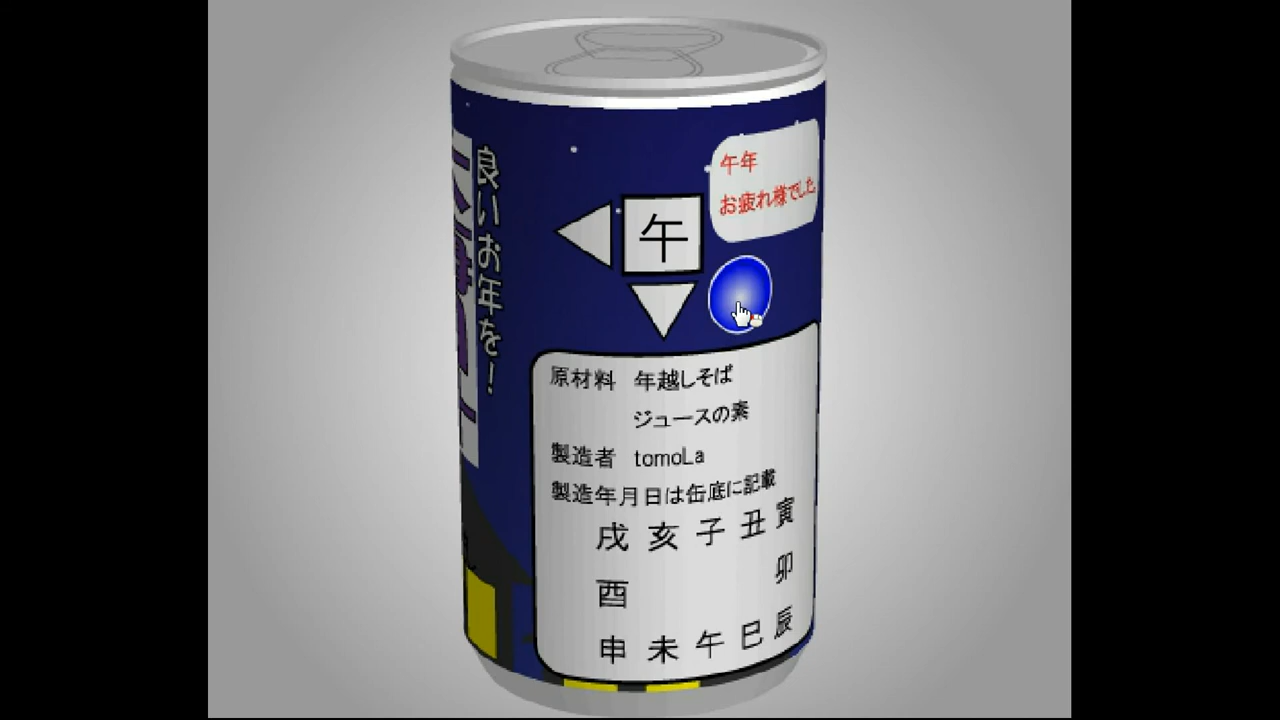 良いお年を！
午年
お疲れ様でした
午
原材料 年越しそば
ジュースの素
製造者 tomoLa
製造年月日は缶底に記載
戌 亥 子 丑 寅
酉 卯
申 未 午 巳 辰